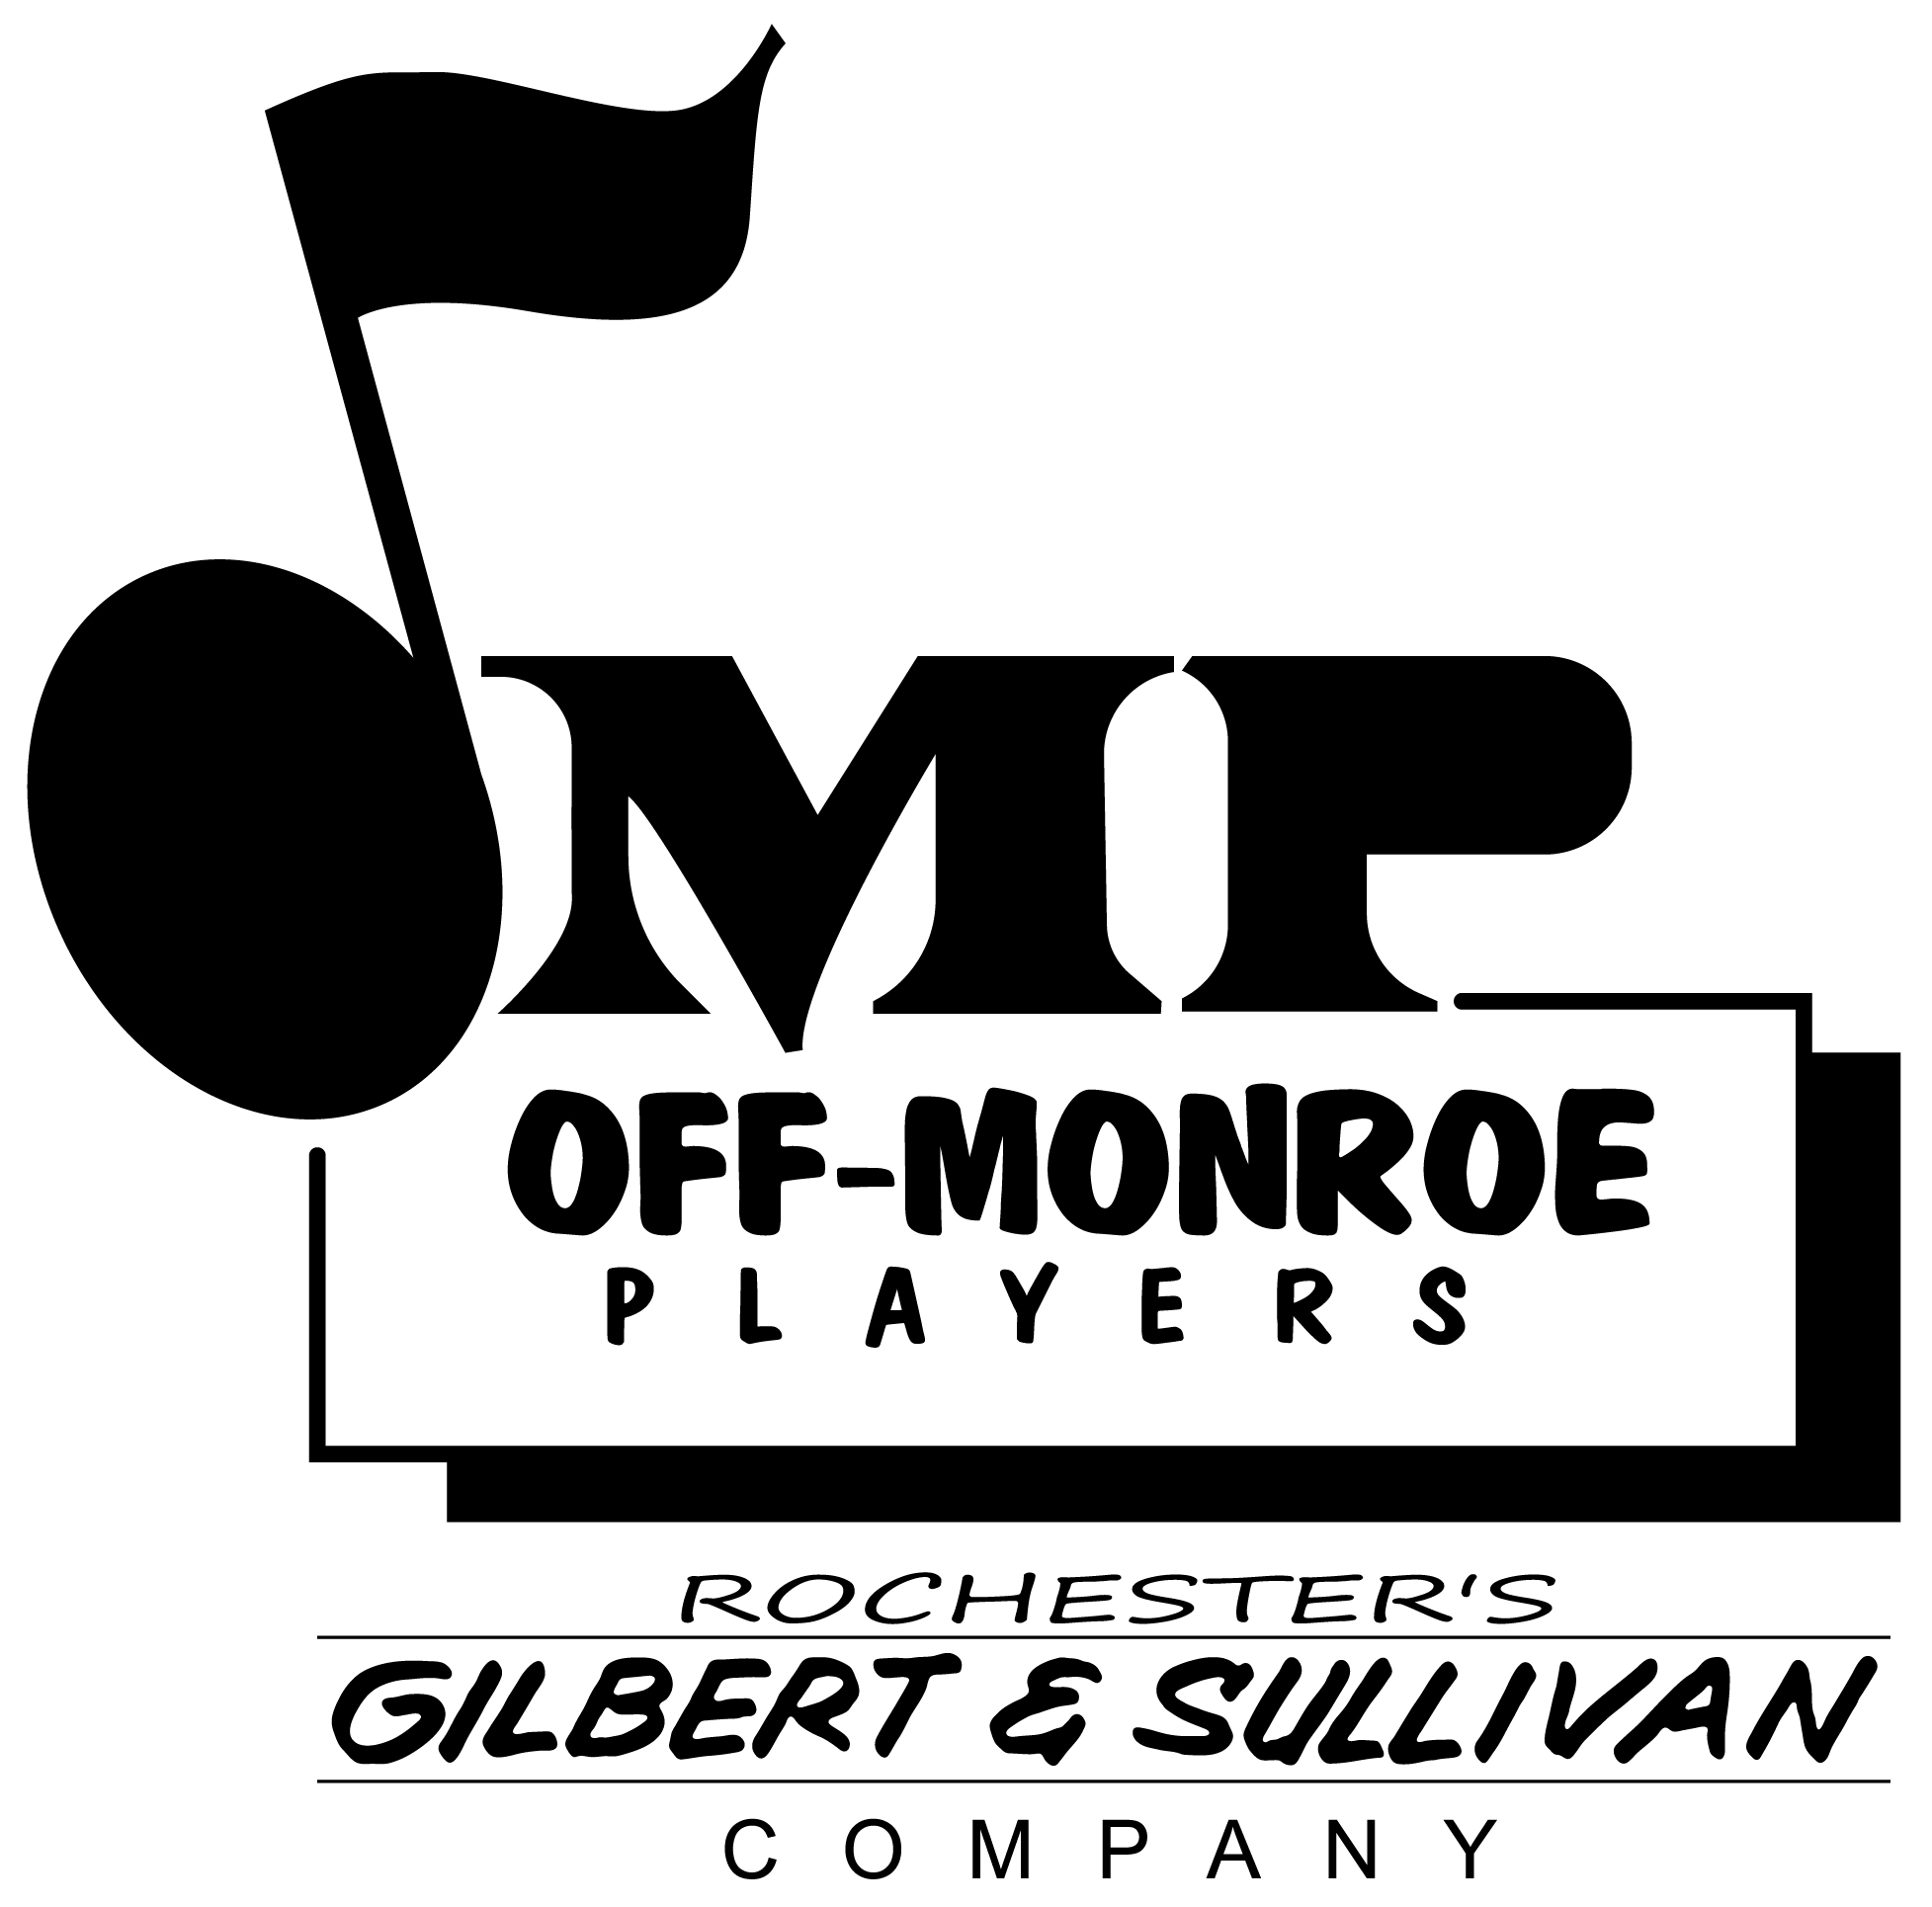 OMP
OFF-MONROE
PLAYERS
ROCHESTER'S
GILBERT & SULLIVAN
COMPANY